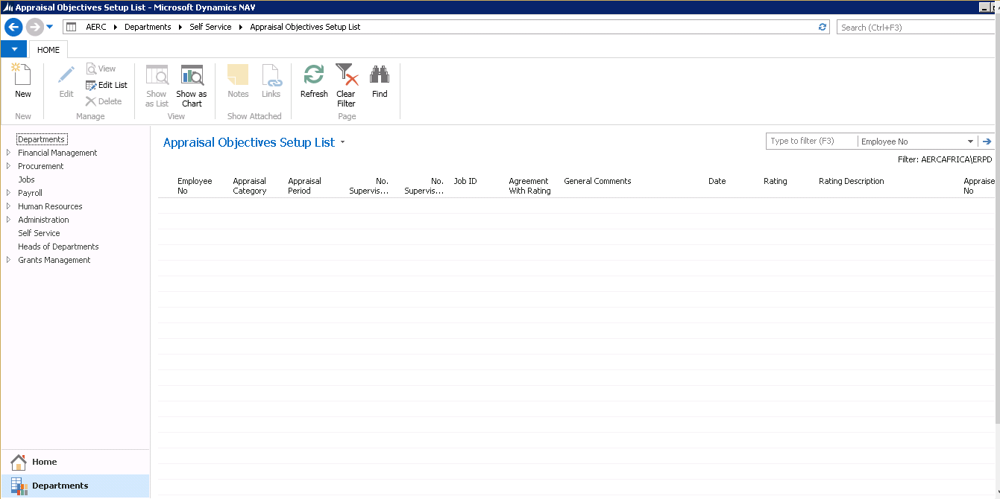 Appraisal Objectives Setup List - Microsoft Dynamics NAV
AERC Departments Self Service Appraisal Objectives Setup List
Search (Ctrl+F3)
HOME
New
Edit
View
Edit List
Delete
Show as List
Show as Chart
Notes
Links
Refresh
Clear Filter
Find
New
Manage
View
Show Attached
Page
Departments
Financial Management
Procurement
Jobs
Payroll
Human Resources
Administration
Self Service
Heads of Departments
Grants Management
Home
Departments
Appraisal Objectives Setup List
Type to filter (F3)
Employee No
Filter: AERCAFRICA\ERPD
Employee No
Appraisal Category
Appraisal Period
No. Supervis...
No. Supervis...
Job ID
Agreement With Rating
General Comments
Date
Rating
Rating Description
Appraise
No